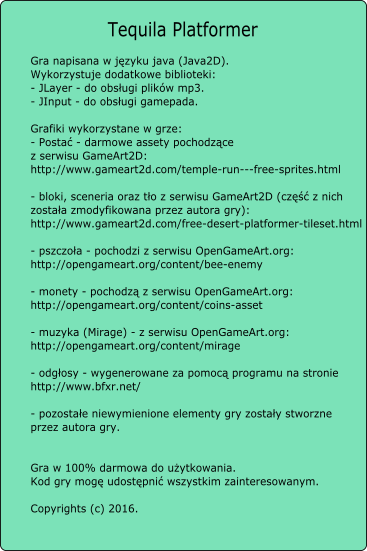 Tequila Platformer
Gra napisana w języku java (Java2D).
Wykorzystuje dodatkowe biblioteki:
- JLayer - do obsługi plików mp3.
- JInput - do obsługi gamepada.
Grafiki wykorzystane w grze:
- Postać - darmowe assety pochodzące
z serwisu GameArt2D:
http://www.gameart2d.com/temple-run---free-sprites.html
- bloki, sceneria oraz tło z serwisu GameArt2D (część z nich
została zmodyfikowana przez autora gry):
http://www.gameart2d.com/free-desert-platformer-tileset.html
- pszczoła - pochodzi z serwisu OpenGameArt.org:
http://opengameart.org/content/bee-enemy
- monety - pochodzą z serwisu OpenGameArt.org:
http://opengameart.org/content/coins-asset
- muzyka (Mirage) - z serwisu OpenGameArt.org:
http://opengameart.org/content/mirage
- odgłosy - wygenerowane za pomocą programu na stronie
http://www.bfxr.net/
- pozostałe niewymienione elementy gry zostały stworzne
przez autora gry.
Gra w 100% darmowa do użytkowania.
Kod gry mogę udostępnić wszystkim zainteresowanym.
Copyrights (c) 2016.